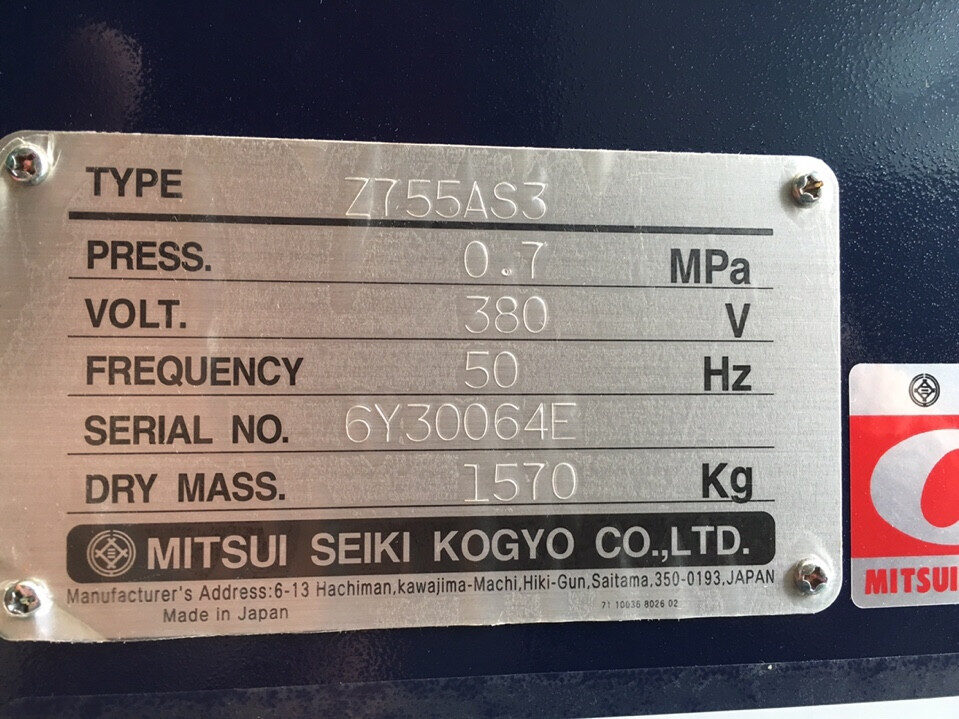 TYPE Z755AS3
PRESS. 0.7 MPa
VOLT. 380 V
FREQUENCY 50 Hz
SERIAL NO. 6Y30064E
DRY MASS. 1570 Kg
MITSUI SEIKI KOGYO CO.,LTD.
Manufacturer's Address:6-13 Hachiman,kawajima-Machi,Hiki-Gun.Saitama,350-0193,JAPAN
Made in Japan 71 10036 8026 02
MITSUI